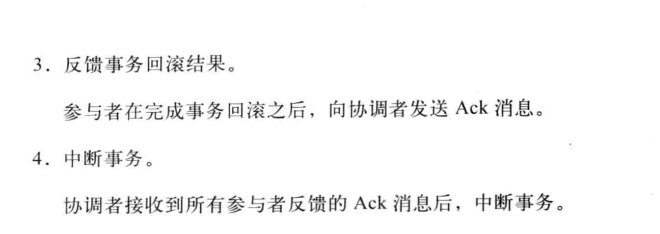 3．反馈事务回滚结果。
参与者在完成事务回滚之后，向协调者发送 Ack 消息。
4．中断事务。
协调者接收到所有参与者反馈的 Ack 消息后，中断事务。